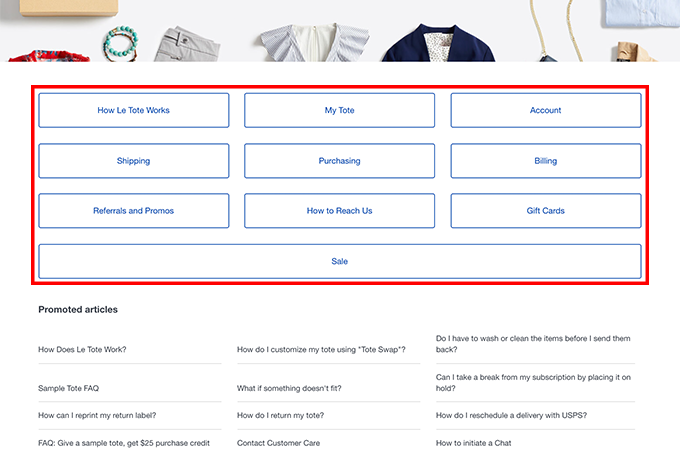 How Le Tote Works
My Tote
Account
Shipping
Purchasing
Billing
Referrals and Promos
How to Reach Us
Gift Cards
Sale
Promoted articles
How Does Le Tote Work?
How do I customize my tote using "Tote Swap"?
Do I have to wash or clean the items before I send them
back?
Sample Tote FAQ
What if something doesn't fit?
Can I take a break from my subscription by placing it on
hold?
How can I reprint my return label?
How do I return my tote?
How do I reschedule a delivery with USPS?
FAQ: Give a sample tote, get $25 purchase credit
Contact Customer Care
How to initiate a Chat